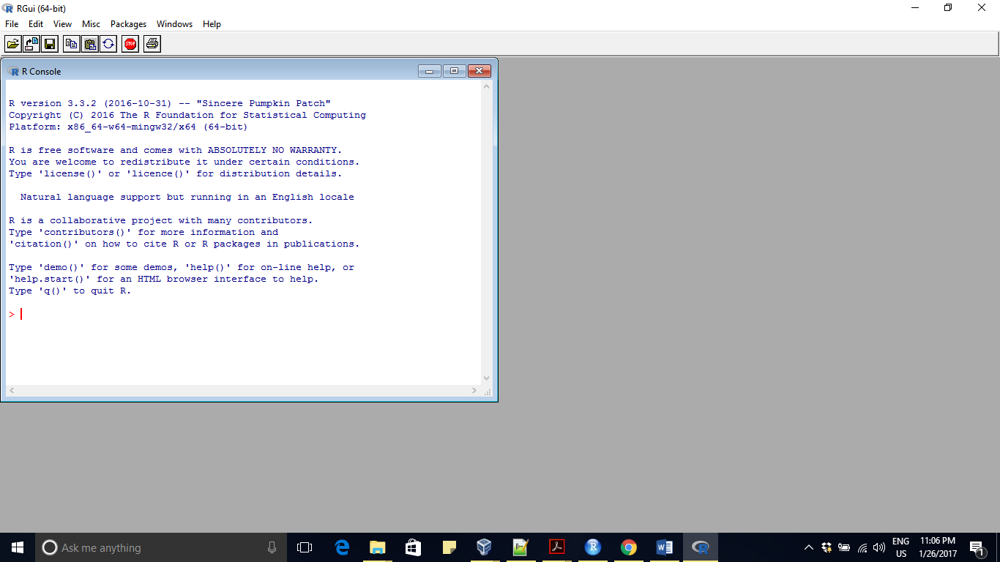 RGui (64-bit)
File Edit View Misc Packages Windows Help
STOP
R Console
R version 3.3.2 (2016-10-31) -- "Sincere Pumpkin Patch"
Copyright (C) 2016 The R Foundation for Statistical Computing
Platform: x86_64-w64-mingw32/x64 (64-bit)
R is free software and comes with ABSOLUTELY NO WARRANTY.
You are welcome to redistribute it under certain conditions.
Type 'license()' or 'licence()' for distribution details.
Natural language support but running in an English locale
R is a collaborative project with many contributors.
Type 'contributors()' for more information and
'citation()' on how to cite R or R packages in publications.
Type 'demo()' for some demos, 'help()' for on-line help, or
'help.start()' for an HTML browser interface to help.
Type 'q()' to quit R.
>
Ask me anything
ENG 11:06 PM
US 1/26/2017
1